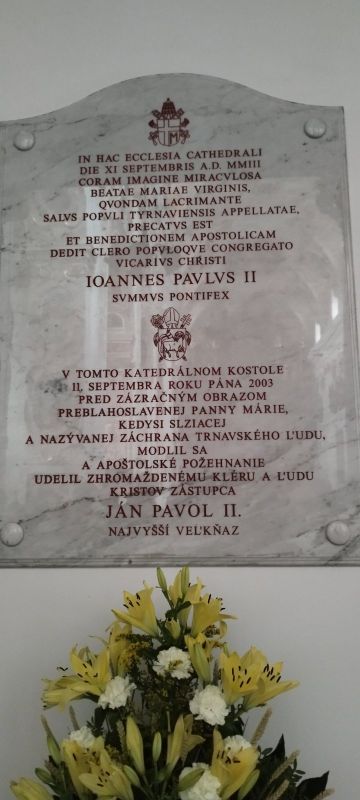 IN HAC ECCLESIA CATHEDRALI
DIE XI SEPTEMBRIS A.D. MMIII
CORAM IMAGINE MIRACVLOSA
BEATAE MARIAE VIRGINIS,
QVONDAM LACRIMANTE
SALVS POPVLI TYRNAVIENSIS APPELLATAE,
PRECATVS EST
ET BENEDICTIONEM APOSTOLICAM
DEDIT CLERO POPVLOQVE CONGREGATO
VICARIVS CHRISTI
IOANNES PAVLVS II
SVMMVS PONTIFEX
V TOMTO KATEDRÁLNOM KOSTOLE
11. SEPTEMBRA ROKU PÁNA 2003
PRED ZÁZRAČNÝM OBRAZOM
PREBLAHOSLAVENEJ PANNY MÁRIE,
KEDYSI SLZIACEJ
A NAZÝVANEJ ZÁCHRANA TRNAVSKÉHO ĽUDU,
MODLIL SA
A APOŠTOLSKÉ POŽEHNANIE
UDELIL ZHROMAŽDENÉMU KLÉRU A ĽUDU
KRISTOV ZÁSTUPCA
JÁN PAVOL II.
NAJVYŠŠÍ VEĽKŇAZ